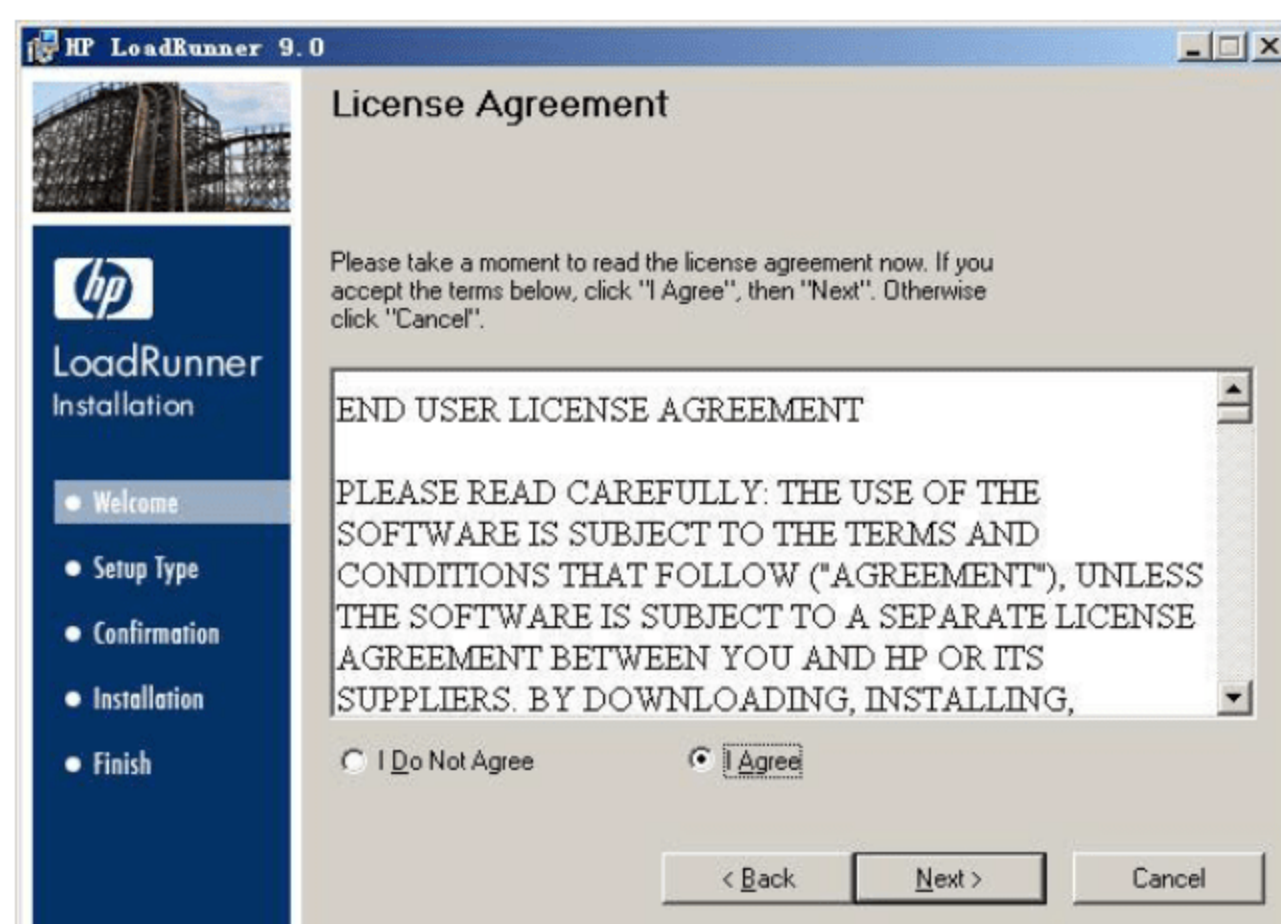 HP LoadRunner 9.0
License Agreement
Please take a moment to read the license agreement now. If you
accept the terms below, click "I Agree", then "Next". Otherwise
click "Cancel".
hp
LoadRunner
Installation
Welcome
Setup Type
Confirmation
Installation
Finish
END USER LICENSE AGREEMENT
PLEASE READ CAREFULLY: THE USE OF THE
SOFTWARE IS SUBJECT TO THE TERMS AND
CONDITIONS THAT FOLLOW ("AGREEMENT"), UNLESS
THE SOFTWARE IS SUBJECT TO A SEPARATE LICENSE
AGREEMENT BETWEEN YOU AND HP OR ITS
SUPPLIERS. BY DOWNLOADING, INSTALLING,
I Do Not Agree I Agree
< Back Next > Cancel